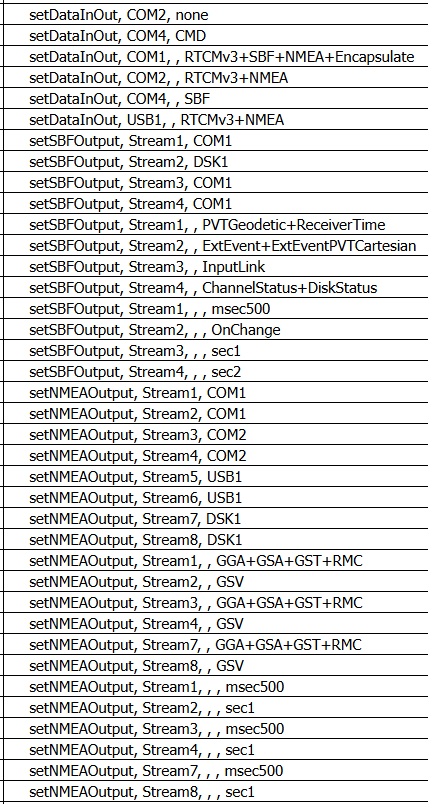 setDataInOut, COM2, none
setDataInOut, COM4, CMD
setDataInOut, COM1, , RTCMv3+SBF+NMEA+Encapsulate
setDataInOut, COM2, , RTCMv3+NMEA
setDataInOut, COM4, , SBF
setDataInOut, USB1, , RTCMv3+NMEA
setSBFOutput, Stream1, COM1
setSBFOutput, Stream2, DSK1
setSBFOutput, Stream3, COM1
setSBFOutput, Stream4, COM1
setSBFOutput, Stream1, , PVTGeodetic+ReceiverTime
setSBFOutput, Stream2, , ExtEvent+ExtEventPVTCartesian
setSBFOutput, Stream3, , InputLink
setSBFOutput, Stream4, , ChannelStatus+DiskStatus
setSBFOutput, Stream1, , , msec500
setSBFOutput, Stream2, , , OnChange
setSBFOutput, Stream3, , , sec1
setSBFOutput, Stream4, , , sec2
setNMEAOutput, Stream1, COM1
setNMEAOutput, Stream2, COM1
setNMEAOutput, Stream3, COM2
setNMEAOutput, Stream4, COM2
setNMEAOutput, Stream5, USB1
setNMEAOutput, Stream6, USB1
setNMEAOutput, Stream7, DSK1
setNMEAOutput, Stream8, DSK1
setNMEAOutput, Stream1, , GGA+GSA+GST+RMC
setNMEAOutput, Stream2, , GSV
setNMEAOutput, Stream3, , GGA+GSA+GST+RMC
setNMEAOutput, Stream4, , GSV
setNMEAOutput, Stream7, , GGA+GSA+GST+RMC
setNMEAOutput, Stream8, , GSV
setNMEAOutput, Stream1, , , msec500
setNMEAOutput, Stream2, , , sec1
setNMEAOutput, Stream3, , , msec500
setNMEAOutput, Stream4, , , sec1
setNMEAOutput, Stream7, , , msec500
setNMEAOutput, Stream8, , , sec1